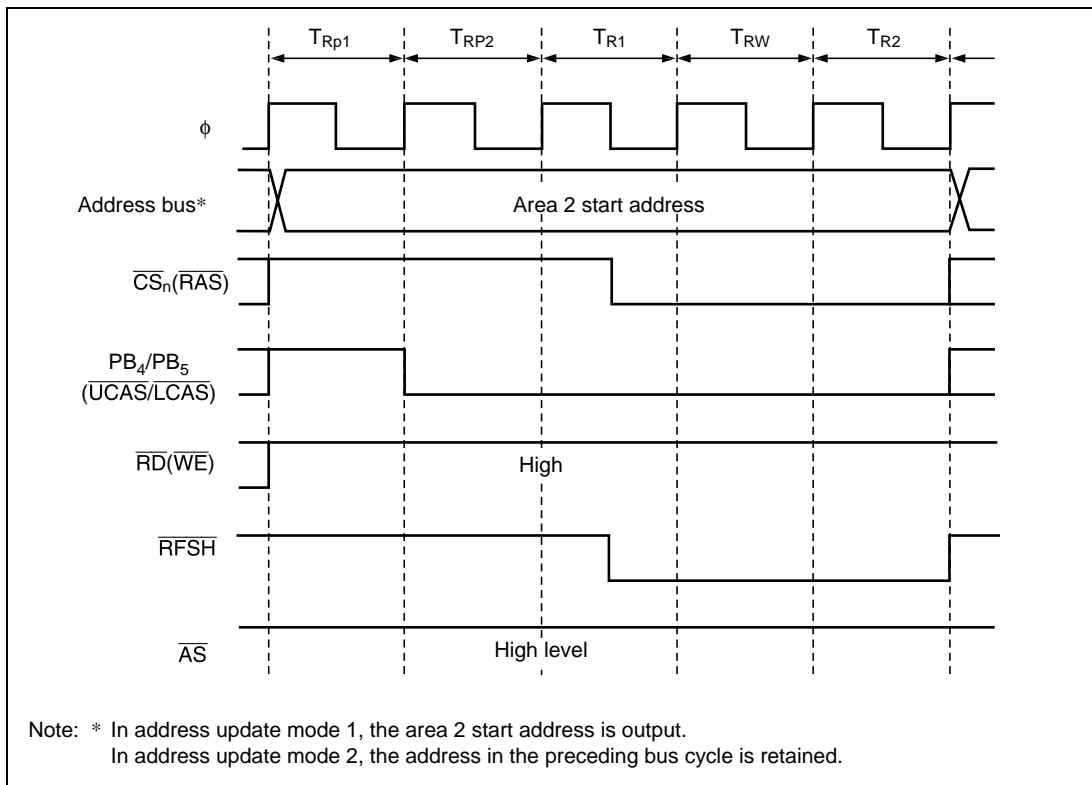 TRp1 TRP2 TR1 TRW TR2
φ
Address bus* Area 2 start address
CSn(RAS)
PB4/PB5
(UCAS/LCAS)
RD(WE) High
RFSH
AS High level
Note: * In address update mode 1, the area 2 start address is output.
In address update mode 2, the address in the preceding bus cycle is retained.